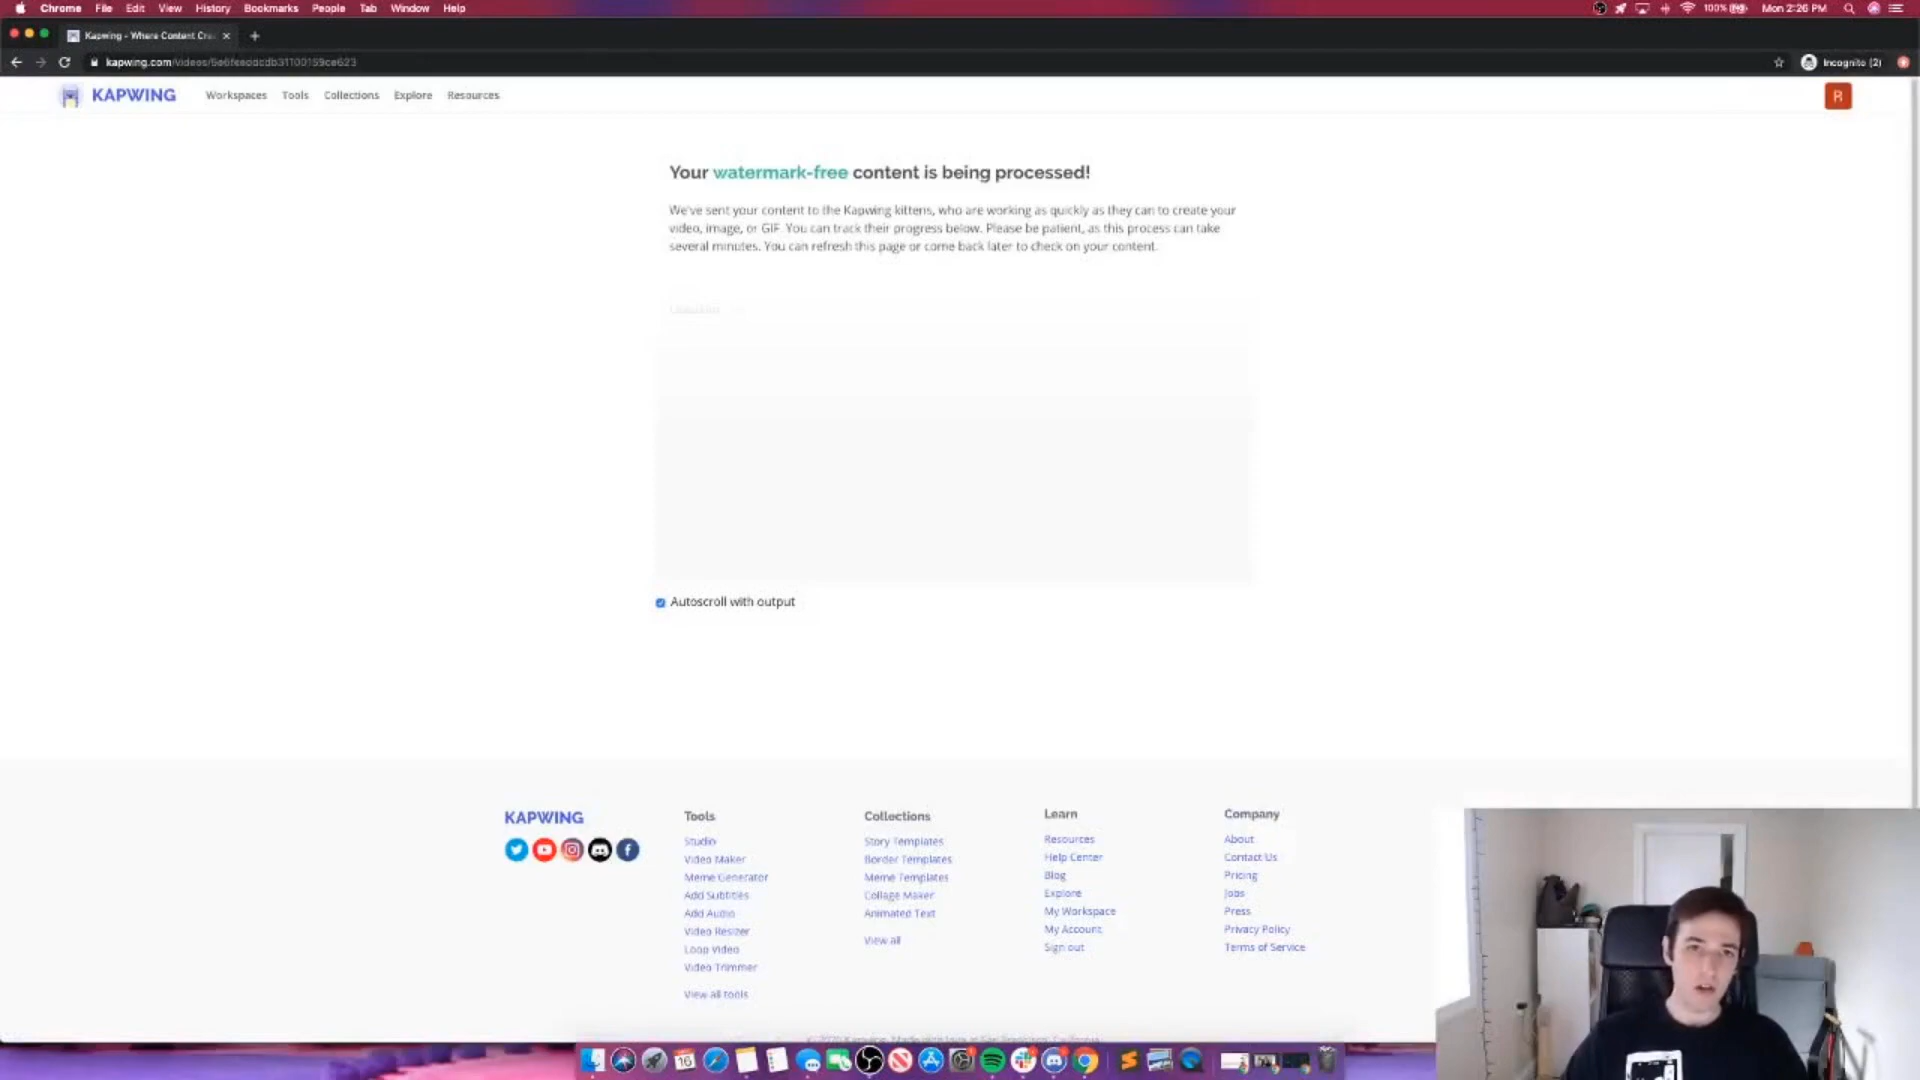 Chrome File Edit View History Bookmarks People Tab Window Help
100% Mon 2:26 PM
Kapwing - Where Content Cre
Incognito (2)
KAPWING Workspaces Tools Collections Explore Resources
R
Your watermark-free content is being processed!
We've sent your content to the Kapwing kittens, who are working as quickly as they can to create your
video, image, or GIF. You can track their progress below. Please be patient, as this process can take
several minutes. You can refresh this page or come back later to check on your content.
Autoscroll with output
KAPWING
Tools
Studio
Video Maker
Meme Generator
Add Subtitles
Add Audio
Video Resizer
Loop Video
Video Trimmer
View all tools
Collections
Story Templates
Border Templates
Meme Templates
Collage Maker
Animated Text
View all
Learn
Resources
Help Center
Blog
Explore
My Workspace
My Account
Sign out
Company
About
Contact Us
Pricing
Jobs
Press
Privacy Policy
Terms of Service
16